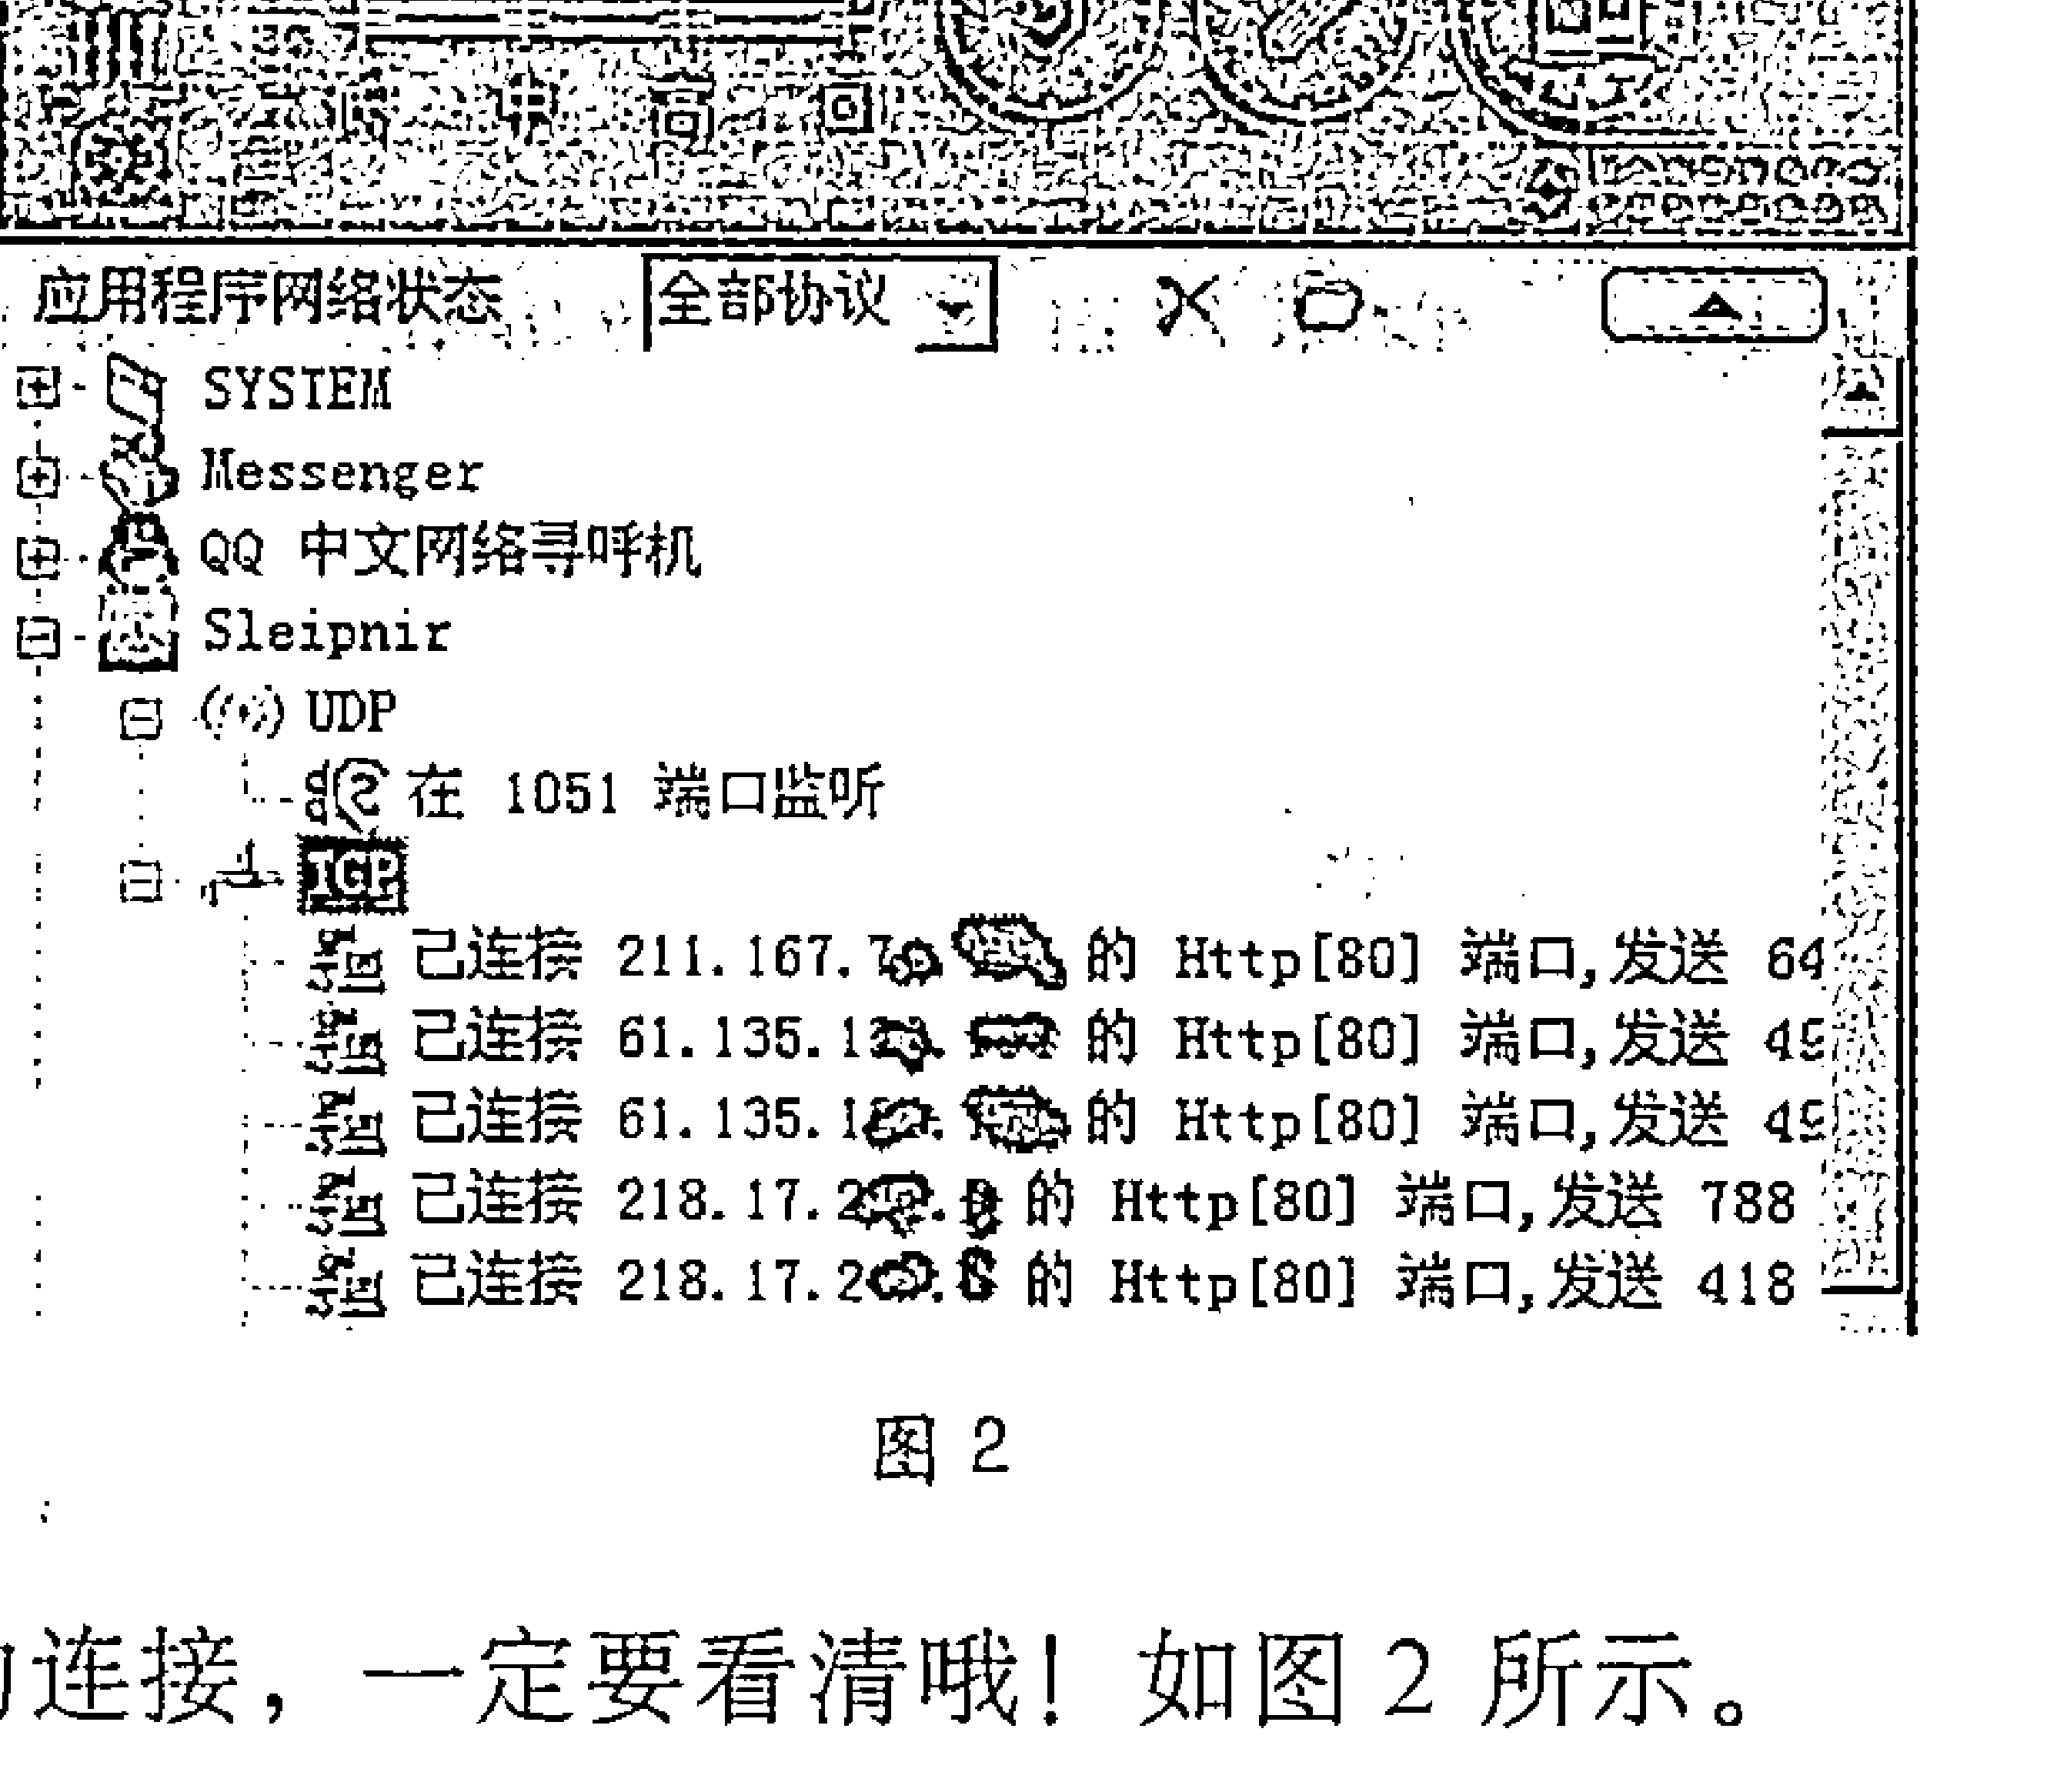 中 高
应用程序网络状态 全部协议
SYSTEM
Messenger
QQ 中文网络寻呼机
Sleipnir
UDP
在 1051 端口监听
TCP
已连接 211.167. 的 Http[80] 端口,发送 64
已连接 61.135. 的 Http[80] 端口,发送
已连接 61.135. 的 Http[80] 端口,发送
已连接 218.17. 的 Http[80] 端口,发送 788
已连接 218.17. 的 Http[80] 端口,发送 418
图 2
连接，一定要看清哦！如图 2 所示。